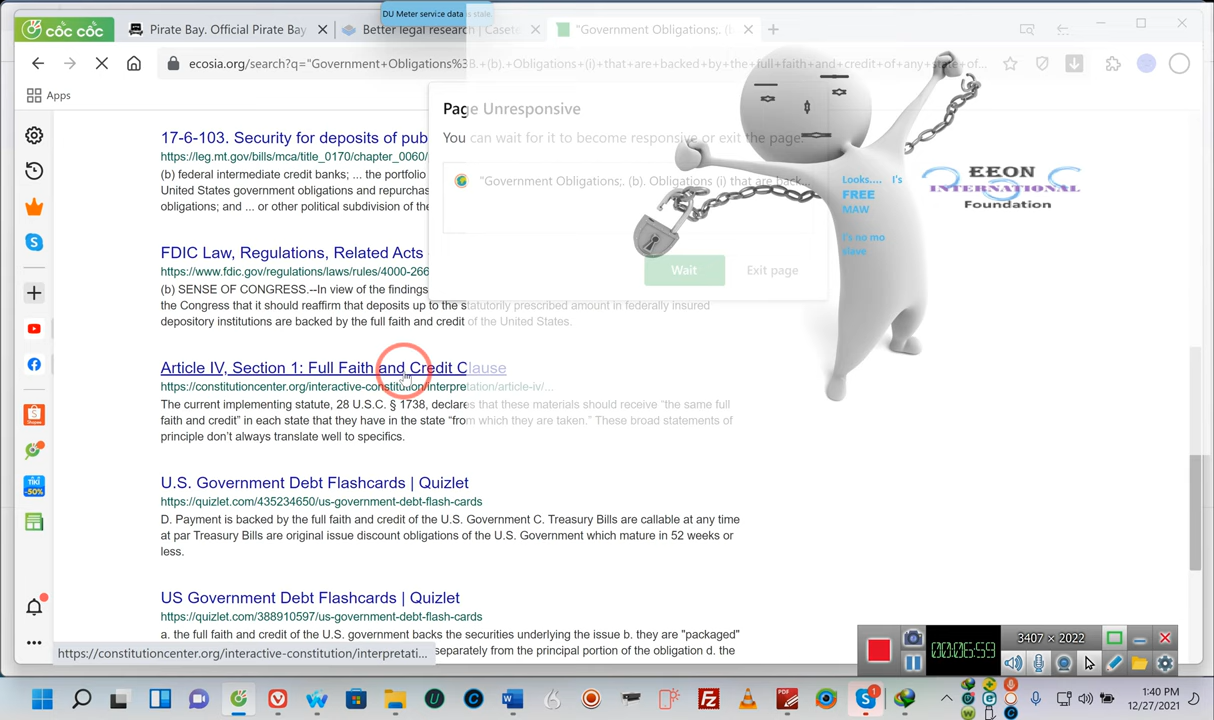 DU Meter service data is stale.
cốc cốc
Pirate Bay. Official Pirate Bay
Better legal research | Casete
"Government Obligations;. (b)
ecosia.org/search?q="Government+Obligations%3B.+(b).+Obligations+(i)+that+are+backed+by+the+full+faith+and+credit+of+any+state+of...
Apps
Page Unresponsive
You can wait for it to become responsive or exit the page.
"Government Obligations;. (b). Obligations (i) that are back...
Wait
Exit page
Looks.... I's
FREE
MAW
I's no mo
slave
EEON
INTERNATIONAL
Foundation
17-6-103. Security for deposits of pub
https://leg.mt.gov/bills/mca/title_0170/chapter_0060/
(b) federal intermediate credit banks; ... the portfolio
United States government obligations and repurchas
obligations; and ... or other political subdivision of the
FDIC Law, Regulations, Related Acts
https://www.fdic.gov/regulations/laws/rules/4000-266
(b) SENSE OF CONGRESS.--In view of the findings
the Congress that it should reaffirm that deposits up to the statutorily prescribed amount in federally insured
depository institutions are backed by the full faith and credit of the United States.
Article IV, Section 1: Full Faith and Credit Clause
https://constitutioncenter.org/interactive-constitution/interpretation/article-iv/...
The current implementing statute, 28 U.S.C. § 1738, declares that these materials should receive "the same full
faith and credit" in each state that they have in the state "from which they are taken." These broad statements of
principle don't always translate well to specifics.
U.S. Government Debt Flashcards | Quizlet
https://quizlet.com/435234650/us-government-debt-flash-cards
D. Payment is backed by the full faith and credit of the U.S. Government C. Treasury Bills are callable at any time
at par Treasury Bills are original issue discount obligations of the U.S. Government which mature in 52 weeks or
less.
US Government Debt Flashcards | Quizlet
https://quizlet.com/388910597/us-government-debt-flash-cards
a. the full faith and credit of the U.S. government backs the securities underlying the issue b. they are "packaged"
separately from the principal portion of the obligation d. the
https://constitutioncenter.org/interactive-constitution/interpretati...
TIKI
-50%
00:06:59
3407 × 2022
PDF
1
1:40 PM
12/27/2021